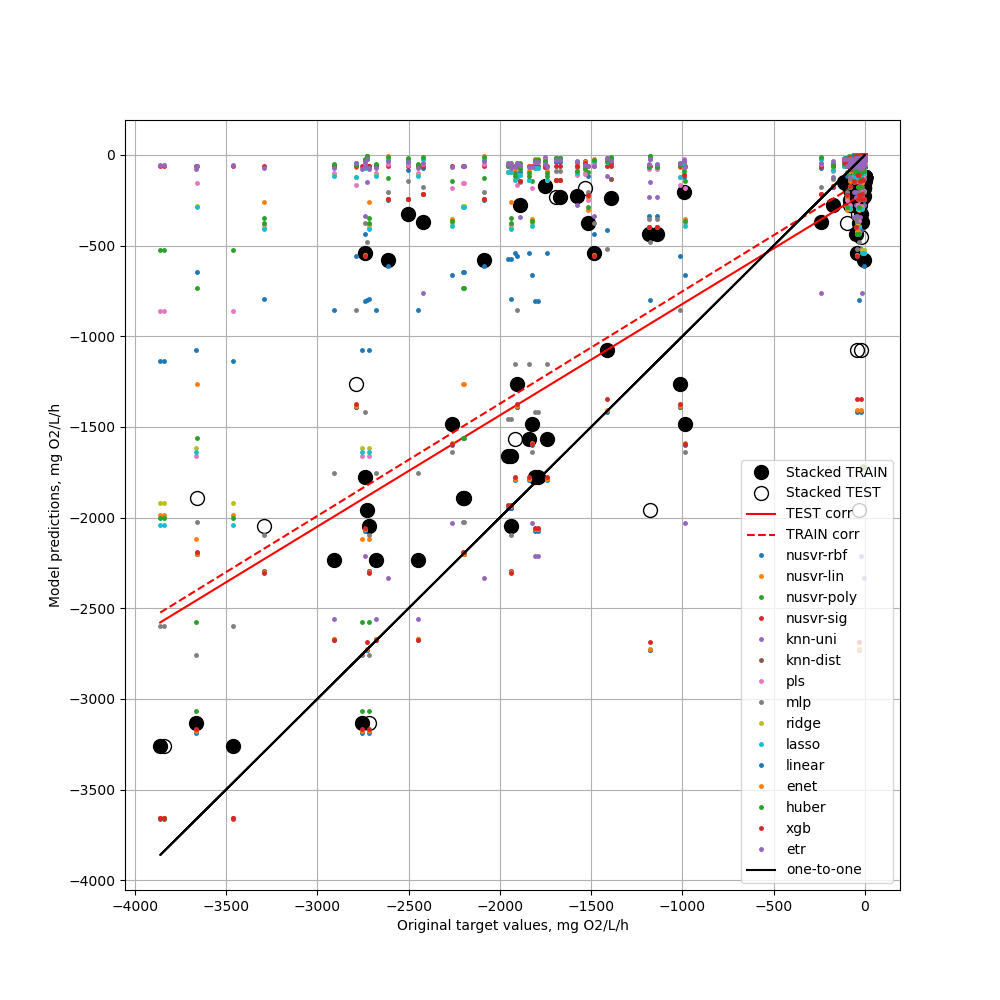 0
−500
−1000
−1500
−2000
−2500
−3000
−3500
−4000
Model predictions, mg O2/L/h
−4000 −3500 −3000 −2500 −2000 −1500 −1000 −500 0
Original target values, mg O2/L/h
Stacked TRAIN
Stacked TEST
TEST corr
TRAIN corr
nusvr-rbf
nusvr-lin
nusvr-poly
nusvr-sig
knn-uni
knn-dist
pls
mlp
ridge
lasso
linear
enet
huber
xgb
etr
one-to-one